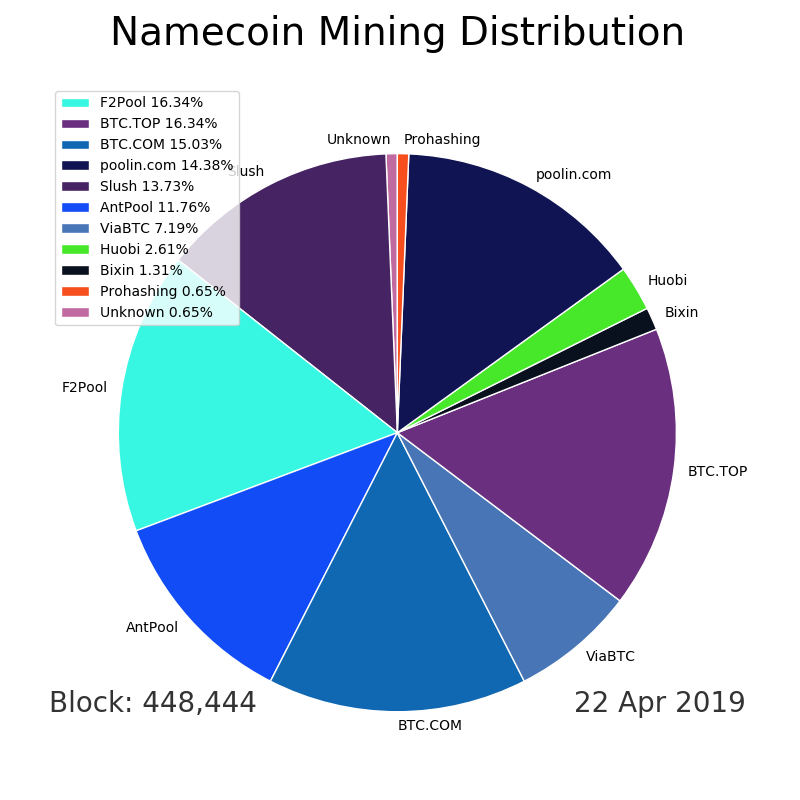 Namecoin Mining Distribution
F2Pool 16.34%
BTC.TOP 16.34%
BTC.COM 15.03%
poolin.com 14.38%
Slush 13.73%
AntPool 11.76%
ViaBTC 7.19%
Huobi 2.61%
Bixin 1.31%
Prohashing 0.65%
Unknown 0.65%
Unknown
Prohashing
Slush
poolin.com
Huobi
Bixin
F2Pool
BTC.TOP
AntPool
ViaBTC
BTC.COM
Block: 448,444
22 Apr 2019